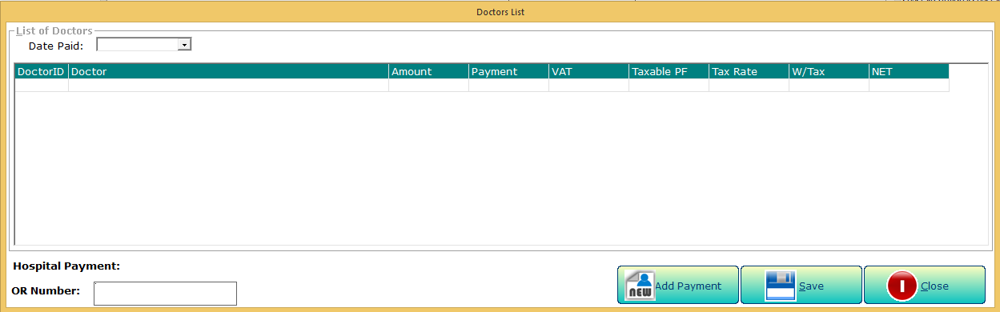 Doctors List
List of Doctors
Date Paid:
DoctorID Doctor Amount Payment VAT Taxable PF Tax Rate W/Tax NET
Hospital Payment:
OR Number:
NEW Add Payment Save Close